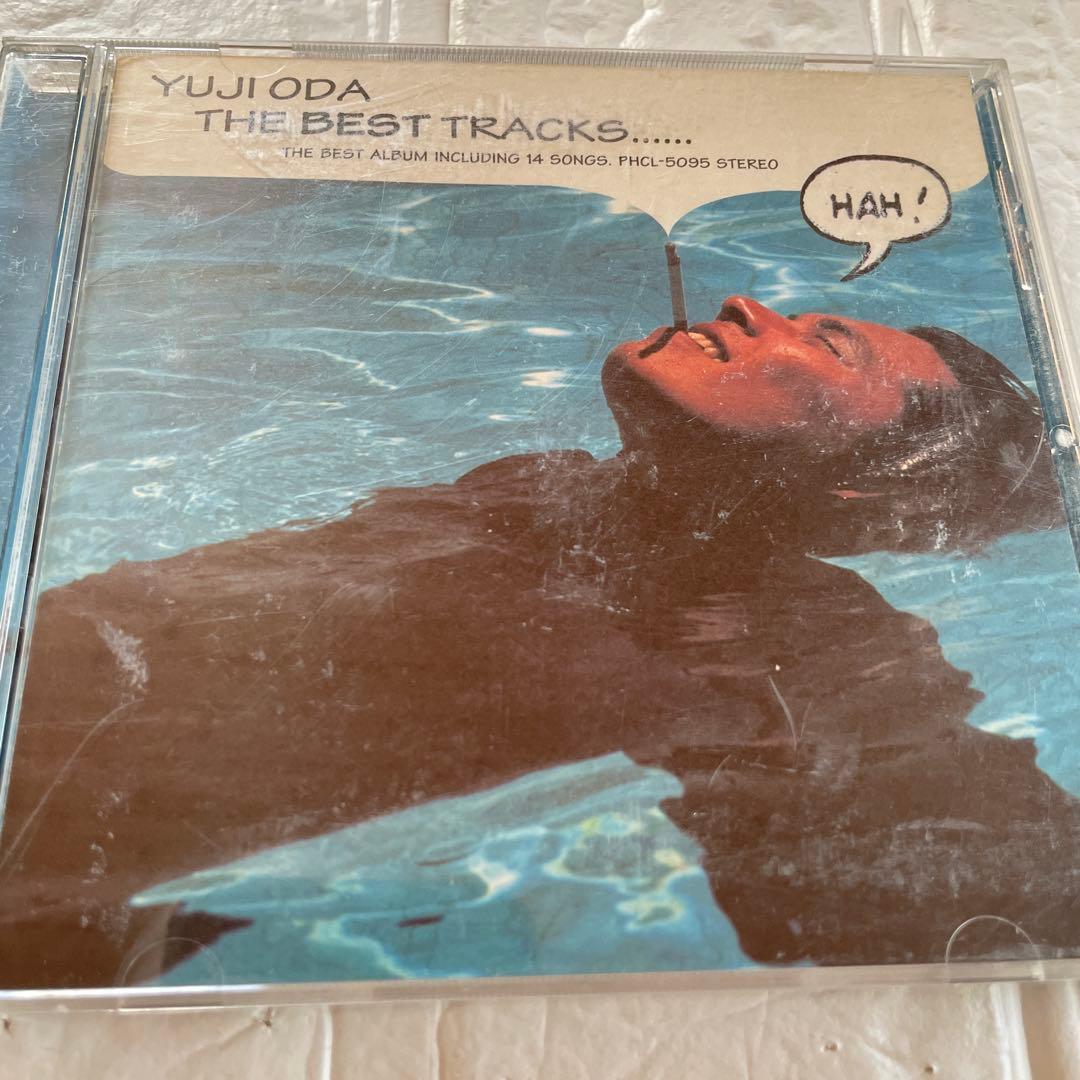 YUJI ODA
THE BEST TRACKS......
THE BEST ALBUM INCLUDING 14 SONGS. PHCL-5095 STEREO
HAH!